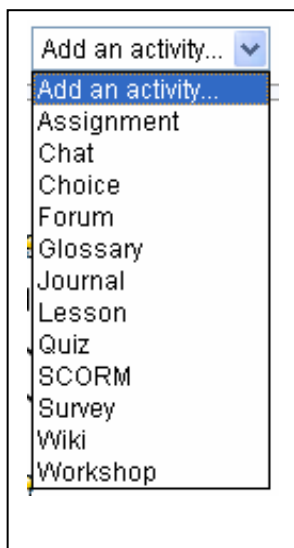 Add an activity...
Add an activity...
Assignment
Chat
Choice
Forum
Glossary
Journal
Lesson
Quiz
SCORM
Survey
Wiki
Workshop